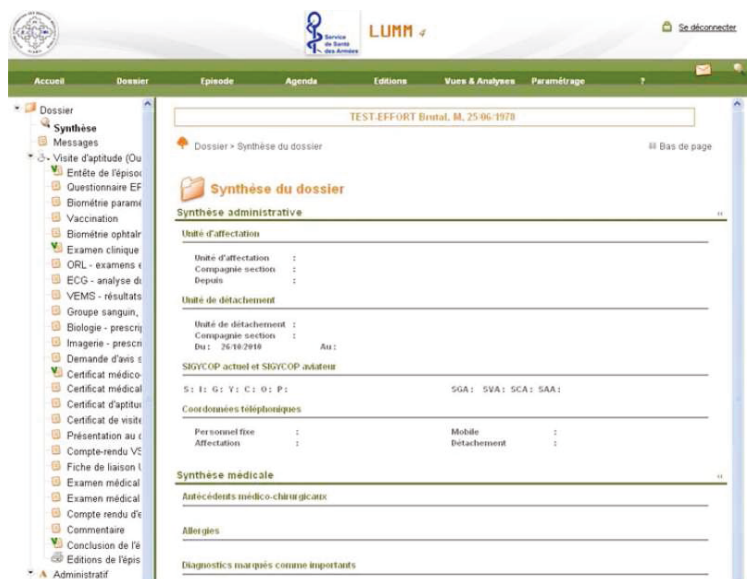 Service
de Santé
des Armées
LUMM 4
Se déconnecter
Accueil Dossier Episode Agenda Editions Vues & Analyses Paramétrage ?
Dossier
Synthèse
Messages
Visite d'aptitude (Ou
Entête de l'épiso
Questionnaire EF
Biométrie paramé
Vaccination
Biométrie ophtalr
Examen clinique
ORL - examens e
ECG - analyse du
VEMS - résultats
Groupe sanguin,
Biologie - prescrip
Imagerie - prescri
Demande d'avis s
Certificat médico-
Certificat médical
Certificat d'aptitu
Certificat de visite
Présentation au c
Compte-rendu VS
Fiche de liaison U
Examen médical
Examen médical
Compte rendu d'e
Commentaire
Conclusion de l'é
Editions de l'épis
Administratif
TEST-EFFORT Brutal, M, 25/06/1978
Dossier > Synthèse du dossier
Bas de page
Synthèse du dossier
Synthèse administrative
Unité d'affectation
Unité d'affectation :
Compagnie section :
Depuis :
Unité de détachement
Unité de détachement :
Compagnie section :
Du : 26/10/2010 Au :
SIGYCOP actuel et SIGYCOP aviateur
S: I: G: Y: C: O: P: SGA: SVA: SCA: SAA:
Coordonnées téléphoniques
Personnel fixe : Mobile :
Affectation : Détachement :
Synthèse médicale
Antécédents médico-chirurgicaux
Allergies
Diagnostics marqués comme importants